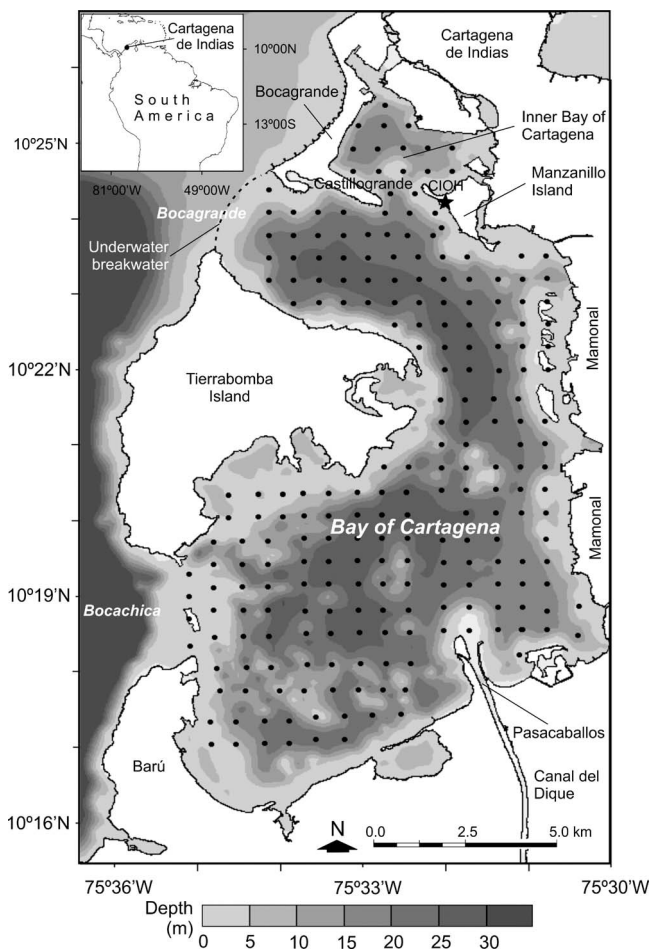 Cartagena
de Indias
10º00'N
South
America
13º00'S
81º00'W
49º00'W
Cartagena
de Indias
Bocagrande
10º25'N
Inner Bay of
Cartagena
Castillogrande
CIOH
Manzanillo
Island
Bocagrande
Underwater
breakwater
Mamonal
10º22'N
Tierrabomba
Island
Bay of Cartagena
Mamonal
10º19'N
Bocachica
Pasacaballos
Barú
Canal del
Dique
10º16'N
N
0.0 2.5 5.0 km
75º36'W 75º33'W 75º30'W
Depth
(m)
0 5 10 15 20 25 30